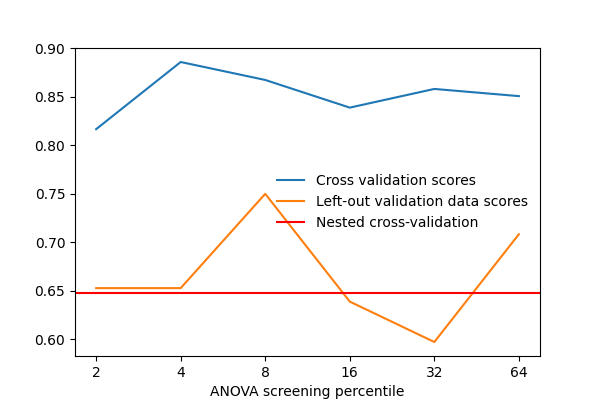 0.90
0.85
0.80
0.75
0.70
0.65
0.60
Cross validation scores
Left-out validation data scores
Nested cross-validation
2 4 8 16 32 64
ANOVA screening percentile